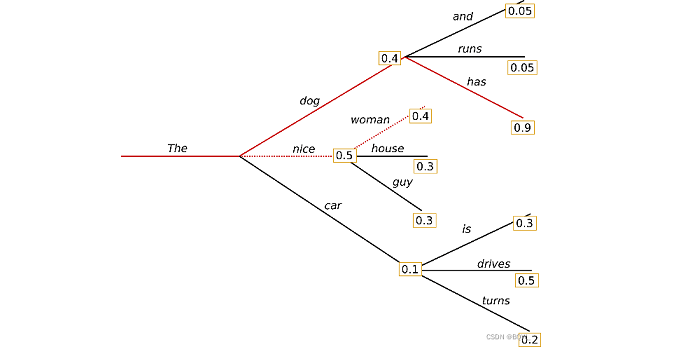 and
0.05
0.4
runs
0.05
has
dog
0.9
woman
0.4
The
nice
0.5
house
0.3
guy
car
0.3
is
0.3
0.1
drives
0.5
turns
CSDN
0.2